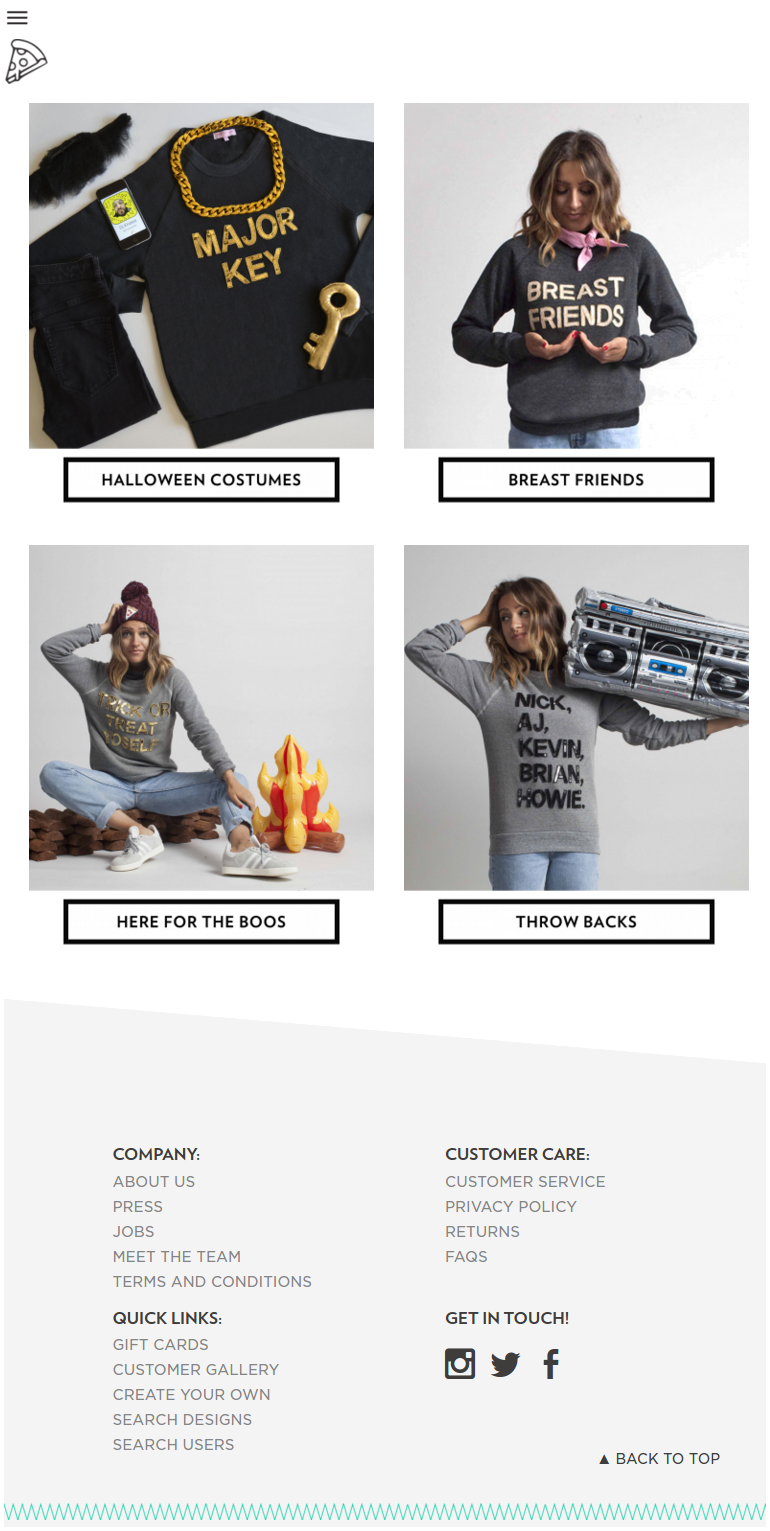 MAJOR
KEY
BREAST
FRIENDS
HALLOWEEN COSTUMES
BREAST FRIENDS
TRICK OR
TREAT
YO SELF
NICK,
AJ,
KEVIN,
BRIAN,
HOWIE.
HERE FOR THE BOOS
THROW BACKS
COMPANY:
ABOUT US
PRESS
JOBS
MEET THE TEAM
TERMS AND CONDITIONS
CUSTOMER CARE:
CUSTOMER SERVICE
PRIVACY POLICY
RETURNS
FAQS
QUICK LINKS:
GIFT CARDS
CUSTOMER GALLERY
CREATE YOUR OWN
SEARCH DESIGNS
SEARCH USERS
GET IN TOUCH!
▲ BACK TO TOP